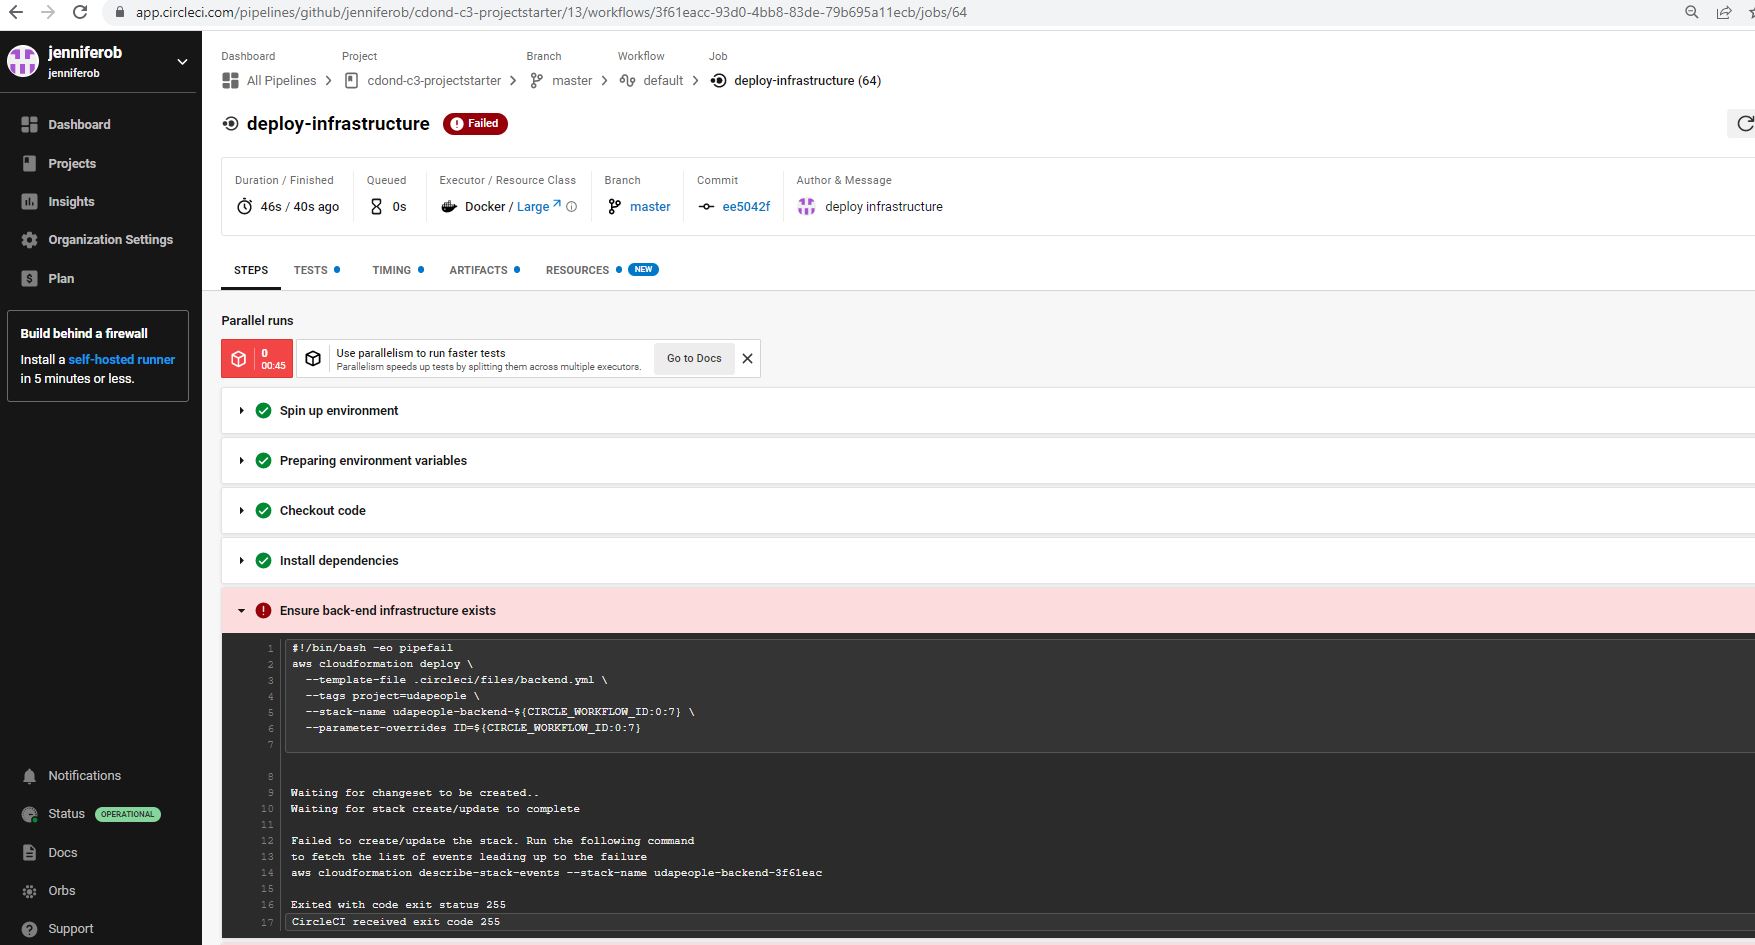 app.circleci.com/pipelines/github/jenniferob/cdond-c3-projectstarter/13/workflows/3f61eacc-93d0-4bb8-83de-79b695a11ecb/jobs/64
jenniferob
jenniferob
Dashboard
Projects
Insights
Organization Settings
Plan
Build behind a firewall
Install a self-hosted runner
in 5 minutes or less.
Notifications
Status OPERATIONAL
Docs
Orbs
Support
Dashboard Project Branch Workflow Job
All Pipelines cdond-c3-projectstarter master default deploy-infrastructure (64)
deploy-infrastructure Failed
Duration / Finished Queued Executor / Resource Class Branch Commit Author & Message
46s / 40s ago 0s Docker / Large master ee5042f deploy infrastructure
STEPS TESTS TIMING ARTIFACTS RESOURCES NEW
Parallel runs
0
00:45
Use parallelism to run faster tests
Parallelism speeds up tests by splitting them across multiple executors.
Go to Docs
Spin up environment
Preparing environment variables
Checkout code
Install dependencies
Ensure back-end infrastructure exists
1 #!/bin/bash -eo pipefail
2 aws cloudformation deploy \
3 --template-file .circleci/files/backend.yml \
4 --tags project=udapeople \
5 --stack-name udapeople-backend-${CIRCLE_WORKFLOW_ID:0:7} \
6 --parameter-overrides ID=${CIRCLE_WORKFLOW_ID:0:7}
7
8
9 Waiting for changeset to be created..
10 Waiting for stack create/update to complete
11
12 Failed to create/update the stack. Run the following command
13 to fetch the list of events leading up to the failure
14 aws cloudformation describe-stack-events --stack-name udapeople-backend-3f61eac
15
16 Exited with code exit status 255
17 CircleCI received exit code 255